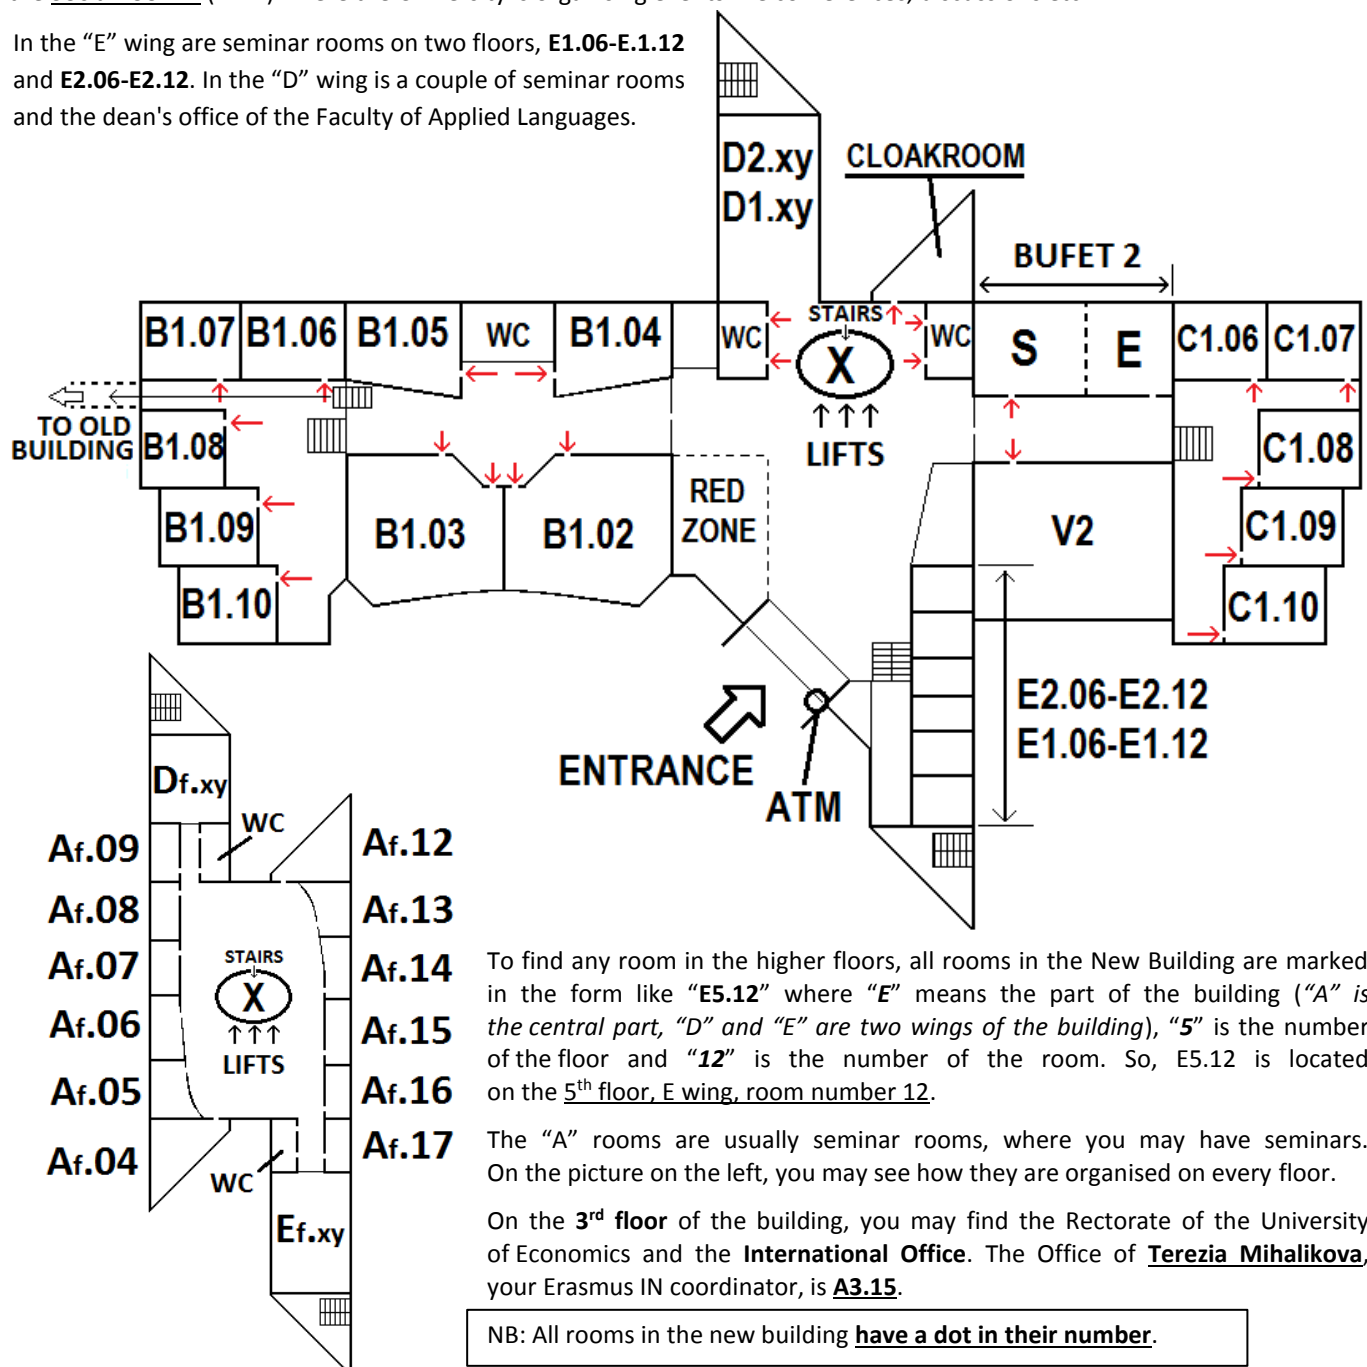 In the “E” wing are seminar rooms on two floors, E1.06-E.1.12
and E2.06-E2.12. In the “D” wing is a couple of seminar rooms
and the dean's office of the Faculty of Applied Languages.
D2.xy
D1.xy
CLOAKROOM
BUFET 2
B1.07
B1.06
B1.05
WC
B1.04
WC
STAIRS
X
LIFTS
WC
S
E
C1.06
C1.07
TO OLD
BUILDING
B1.08
B1.09
B1.10
B1.03
B1.02
RED
ZONE
V2
C1.08
C1.09
C1.10
E2.06-E2.12
E1.06-E1.12
ENTRANCE
ATM
Df.xy
WC
Af.09
Af.08
Af.07
Af.06
Af.05
Af.04
STAIRS
X
LIFTS
Af.12
Af.13
Af.14
Af.15
Af.16
Af.17
WC
Ef.xy
To find any room in the higher floors, all rooms in the New Building are marked
in the form like “E5.12” where “E” means the part of the building (“A” is
the central part, “D” and “E” are two wings of the building), “5” is the number
of the floor and “12” is the number of the room. So, E5.12 is located
on the 5th floor, E wing, room number 12.
The “A” rooms are usually seminar rooms, where you may have seminars.
On the picture on the left, you may see how they are organised on every floor.
On the 3rd floor of the building, you may find the Rectorate of the University
of Economics and the International Office. The Office of Terezia Mihalikova,
your Erasmus IN coordinator, is A3.15.
NB: All rooms in the new building have a dot in their number.